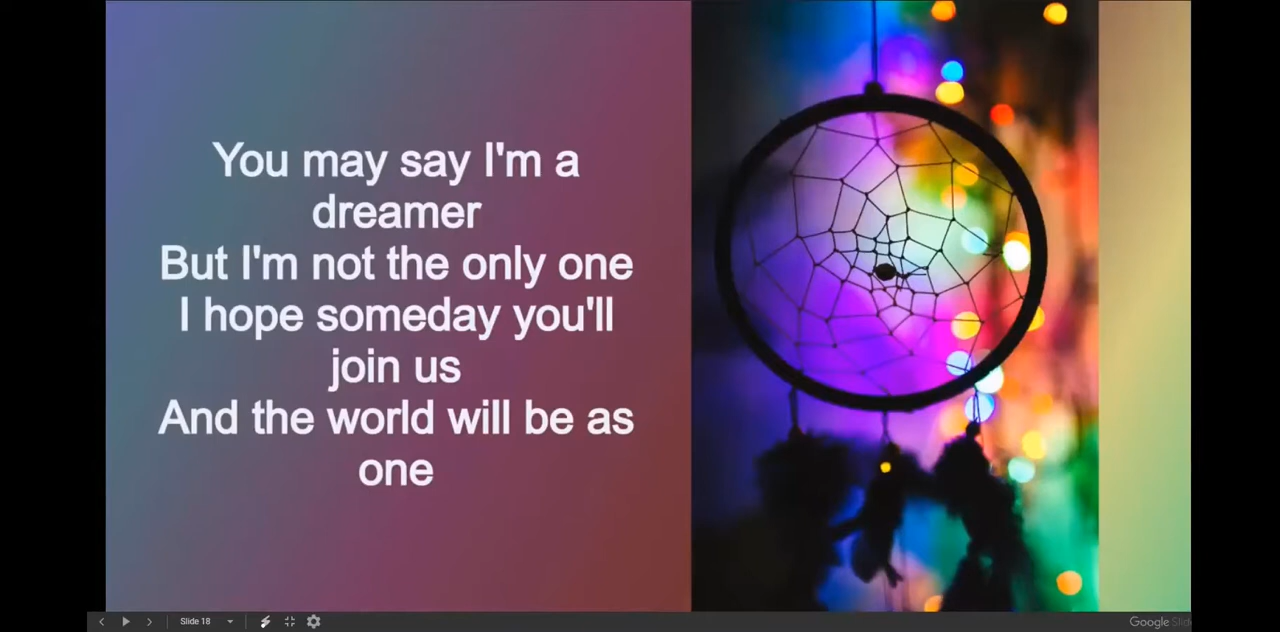 You may say I'm a
dreamer
But I'm not the only one
I hope someday you'll
join us
And the world will be as
one
Slide 18
Google Slid